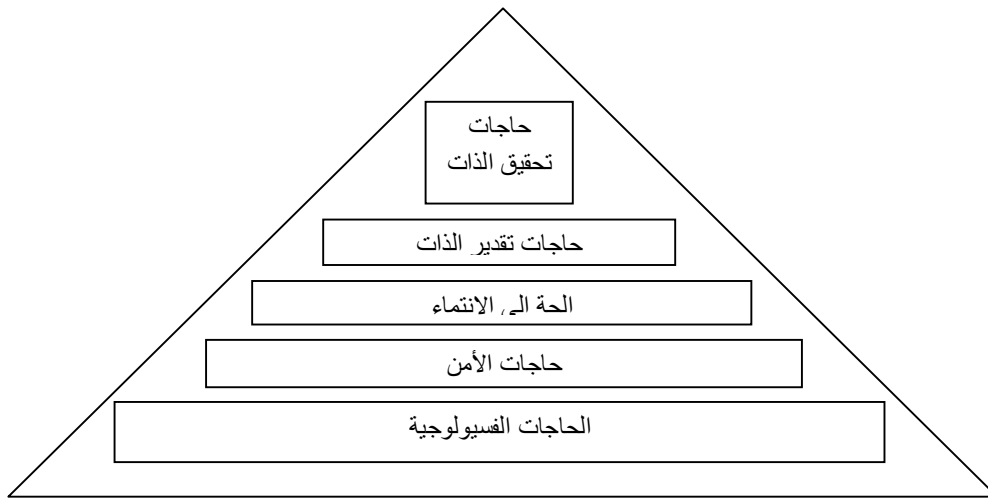 حاجات
تحقيق الذات
حاجات تقدير الذات
الحة الى الانتماء
حاجات الأمن
الحاجات الفسيولوجية